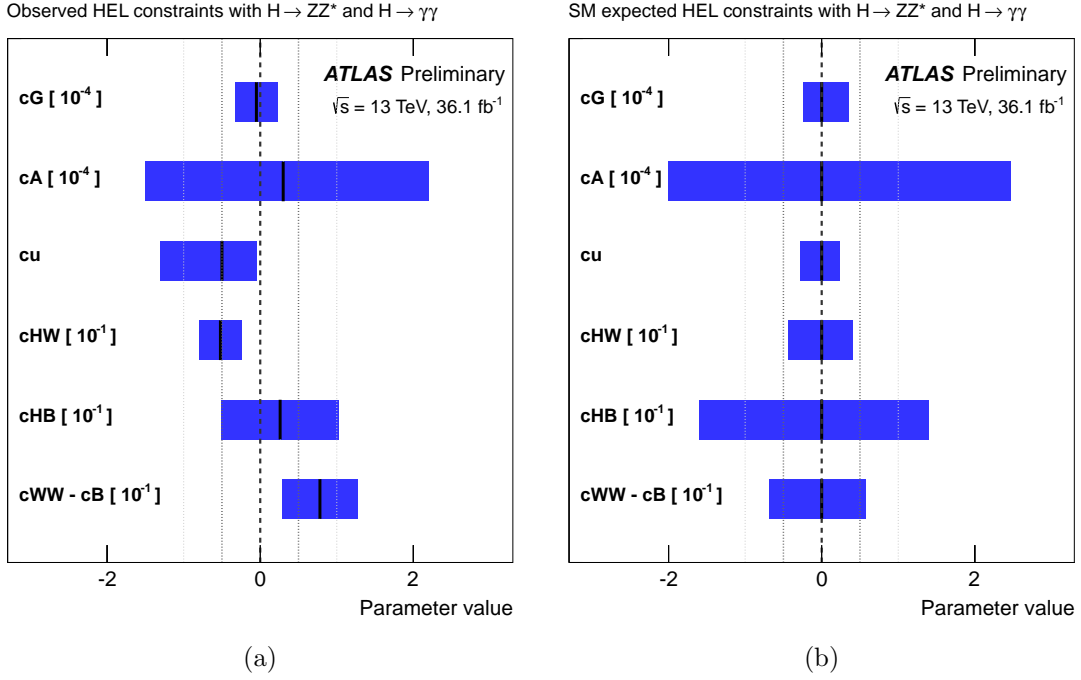 Observed HEL constraints with H → ZZ* and H → γγ
ATLAS Preliminary
√s = 13 TeV, 36.1 fb⁻¹
cG [ 10⁻⁴ ]
cA [ 10⁻⁴ ]
cu
cHW [ 10⁻¹ ]
cHB [ 10⁻¹ ]
cWW - cB [ 10⁻¹ ]
-2 0 2
Parameter value
(a)
SM expected HEL constraints with H → ZZ* and H → γγ
ATLAS Preliminary
√s = 13 TeV, 36.1 fb⁻¹
cG [ 10⁻⁴ ]
cA [ 10⁻⁴ ]
cu
cHW [ 10⁻¹ ]
cHB [ 10⁻¹ ]
cWW - cB [ 10⁻¹ ]
-2 0 2
Parameter value
(b)